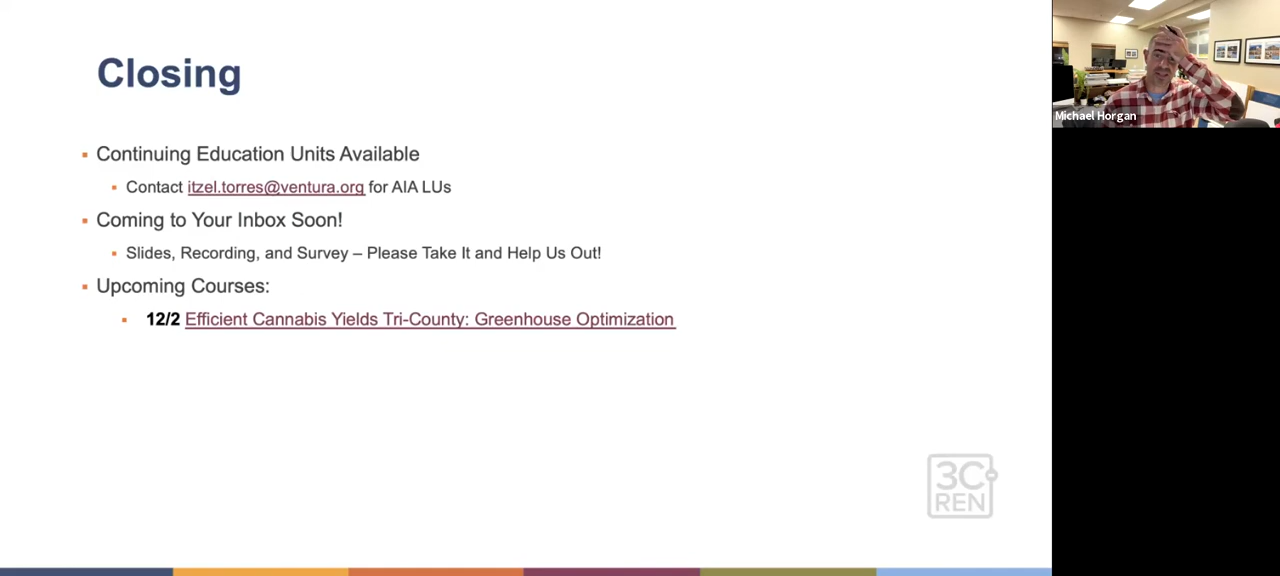 Closing
Continuing Education Units Available
Contact itzel.torres@ventura.org for AIA LUs
Coming to Your Inbox Soon!
Slides, Recording, and Survey – Please Take It and Help Us Out!
Upcoming Courses:
12/2 Efficient Cannabis Yields Tri-County: Greenhouse Optimization
3C
REN
Michael Horgan